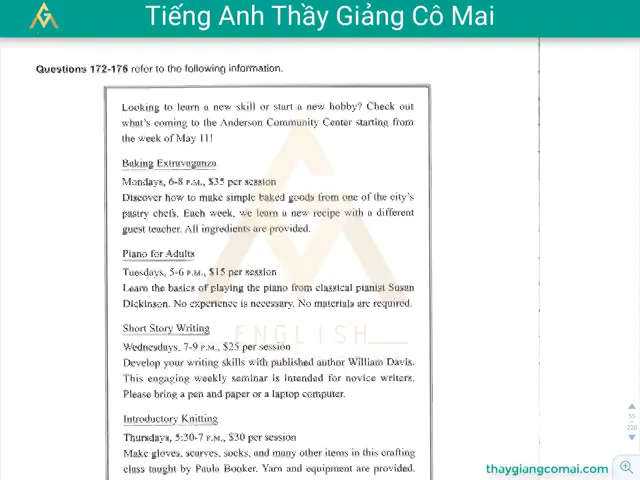 Tiếng Anh Thầy Giảng Cô Mai
Questions 172-176 refer to the following information.
Looking to learn a new skill or start a new hobby? Check out
what's coming to the Anderson Community Center starting from
the week of May 11!
Baking Extravaganza
Mondays, 6-8 P.M., $35 per session
Discover how to make simple baked goods from one of the city's
pastry chefs. Each week, we learn a new recipe with a different
guest teacher. All ingredients are provided.
Piano for Adults
Tuesdays, 5-6 P.M., $15 per session
Learn the basics of playing the piano from classical pianist Susan
Dickinson. No experience is necessary. No materials are required.
ENGLISH
Short Story Writing
Wednesdays, 7-9 P.M., $25 per session
Develop your writing skills with published author William Davis.
This engaging weekly seminar is intended for novice writers.
Please bring a pen and paper or a laptop computer.
Introductory Knitting
Thursdays, 5:30-7 P.M., $30 per session
Make gloves, scarves, socks, and many other items in this crafting
class taught by Paula Booker. Yarn and equipment are provided.
55
220
thaygiangcomai.com